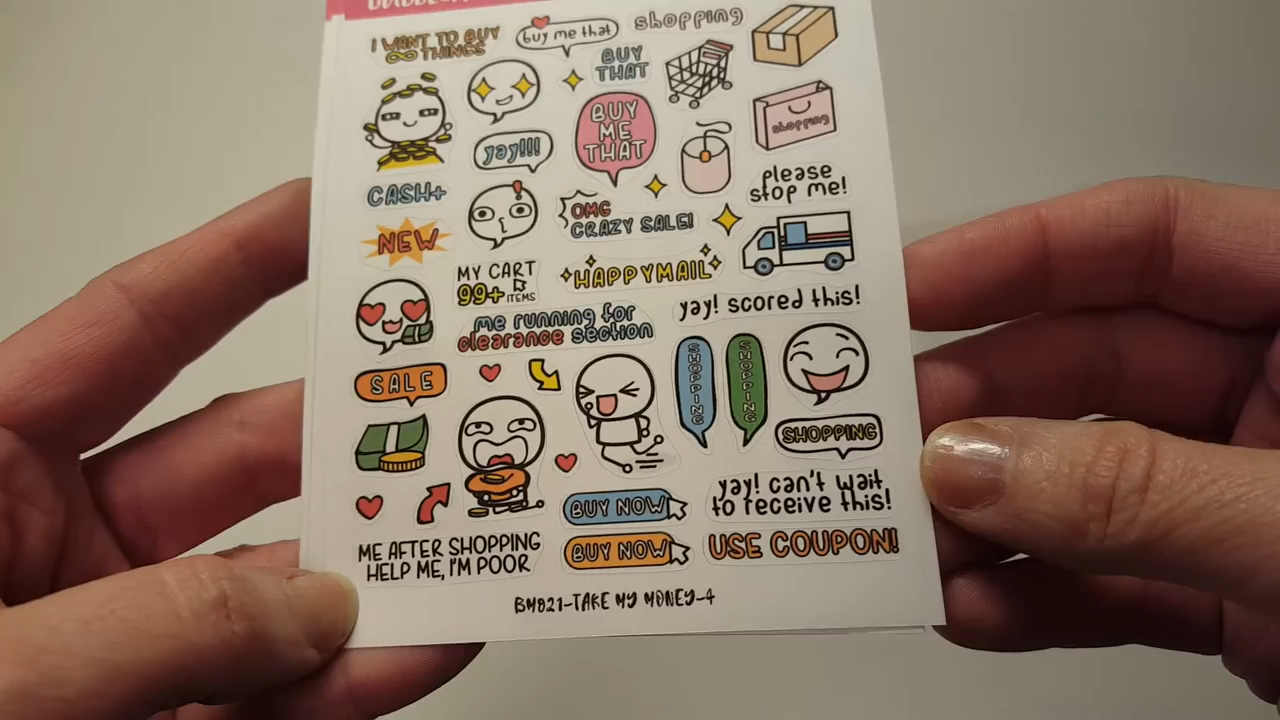 I WANT TO BUY
∞ THINGS
buy me that
shopping
BUY
THAT
BUY
ME
THAT
yay!!!
shopping
CASH+
please
stop me!
OMG
CRAZY SALE!
NEW
MY CART
99+ ITEMS
HAPPYMAIL
yay! scored this!
me running for
clearance section
SALE
SHOPPING
SHOPPING
SHOPPING
BUY NOW
yay! can't wait
to receive this!
ME AFTER SHOPPING
HELP ME, I'M POOR
BUY NOW
USE COUPON!
BM021-TAKE MY MONEY-4